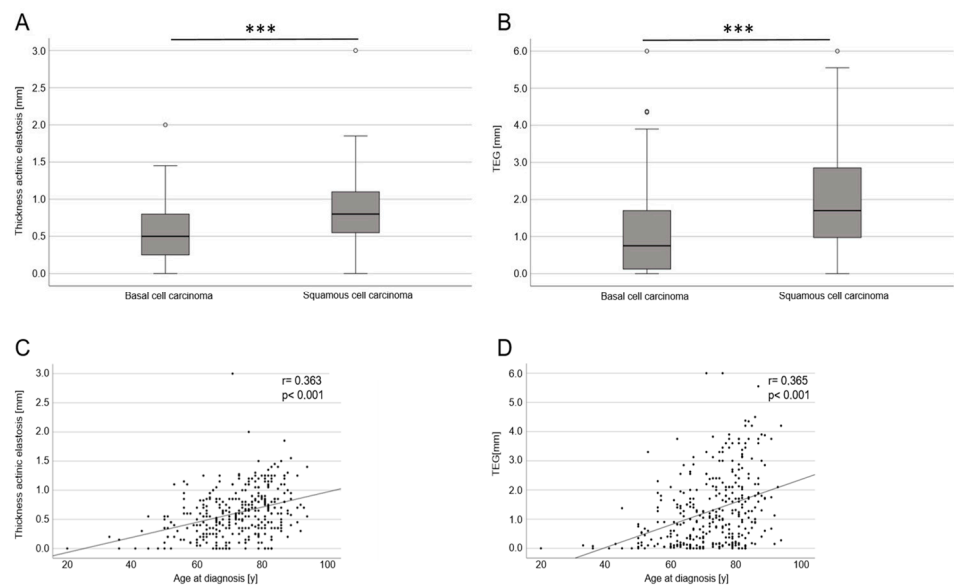 A
***
Thickness actinic elastosis [mm]
3.0
2.5
2.0
1.5
1.0
0.5
0.0
Basal cell carcinoma
Squamous cell carcinoma
B
***
TEG [mm]
6.0
5.0
4.0
3.0
2.0
1.0
0.0
Basal cell carcinoma
Squamous cell carcinoma
C
Thickness actinic elastosis [mm]
3.0
2.5
2.0
1.5
1.0
0.5
0.0
r= 0.363
p< 0.001
20 40 60 80 100
Age at diagnosis [y]
D
TEG[mm]
6.0
5.0
4.0
3.0
2.0
1.0
0.0
r= 0.365
p< 0.001
20 40 60 80 100
Age at diagnosis [y]